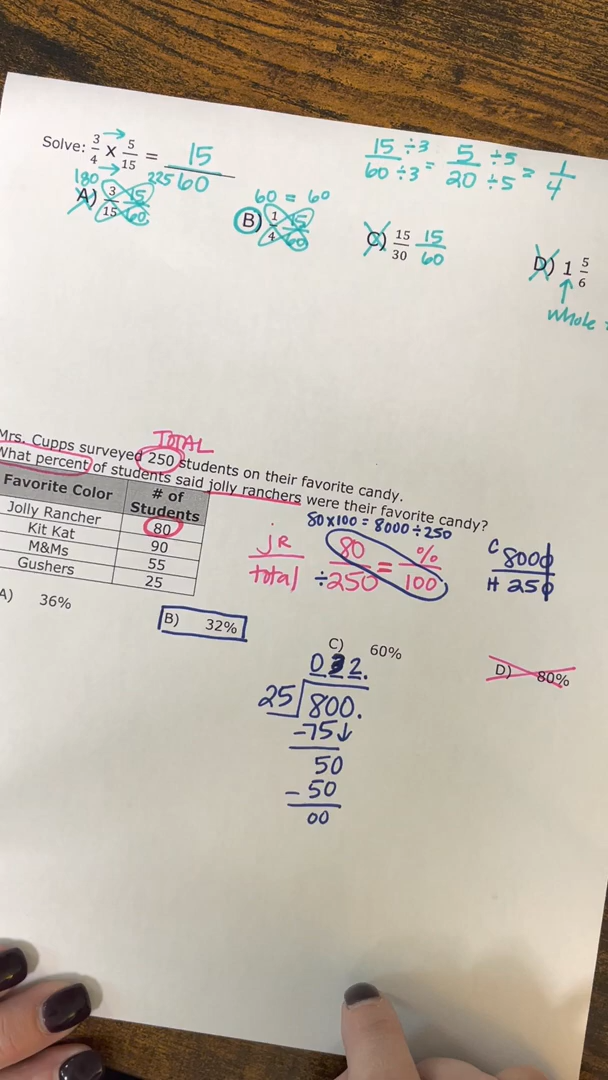 Solve: 3/4 x 5/15 = 15/60
15/60 ÷3/÷3 = 5/20 ÷5/÷5 = 1/4
180 225
A) 3/15 15/60
60 = 60
B) 1/4 15/60
C) 15/30 15/60
D) 1 5/6
Whole
TOTAL
Mrs. Cupps surveyed 250 students on their favorite candy.
What percent of students said jolly ranchers were their favorite candy?
Favorite Color # of Students
Jolly Rancher 80
Kit Kat 90
M&Ms 55
Gushers 25
80x100 = 8000 ÷ 250
JR/total 80/250 = %/100
÷
C 8000
H 250
A) 36%
B) 32%
C) 60%
D) 80%
032.
25 800.
-75↓
50
- 50
00